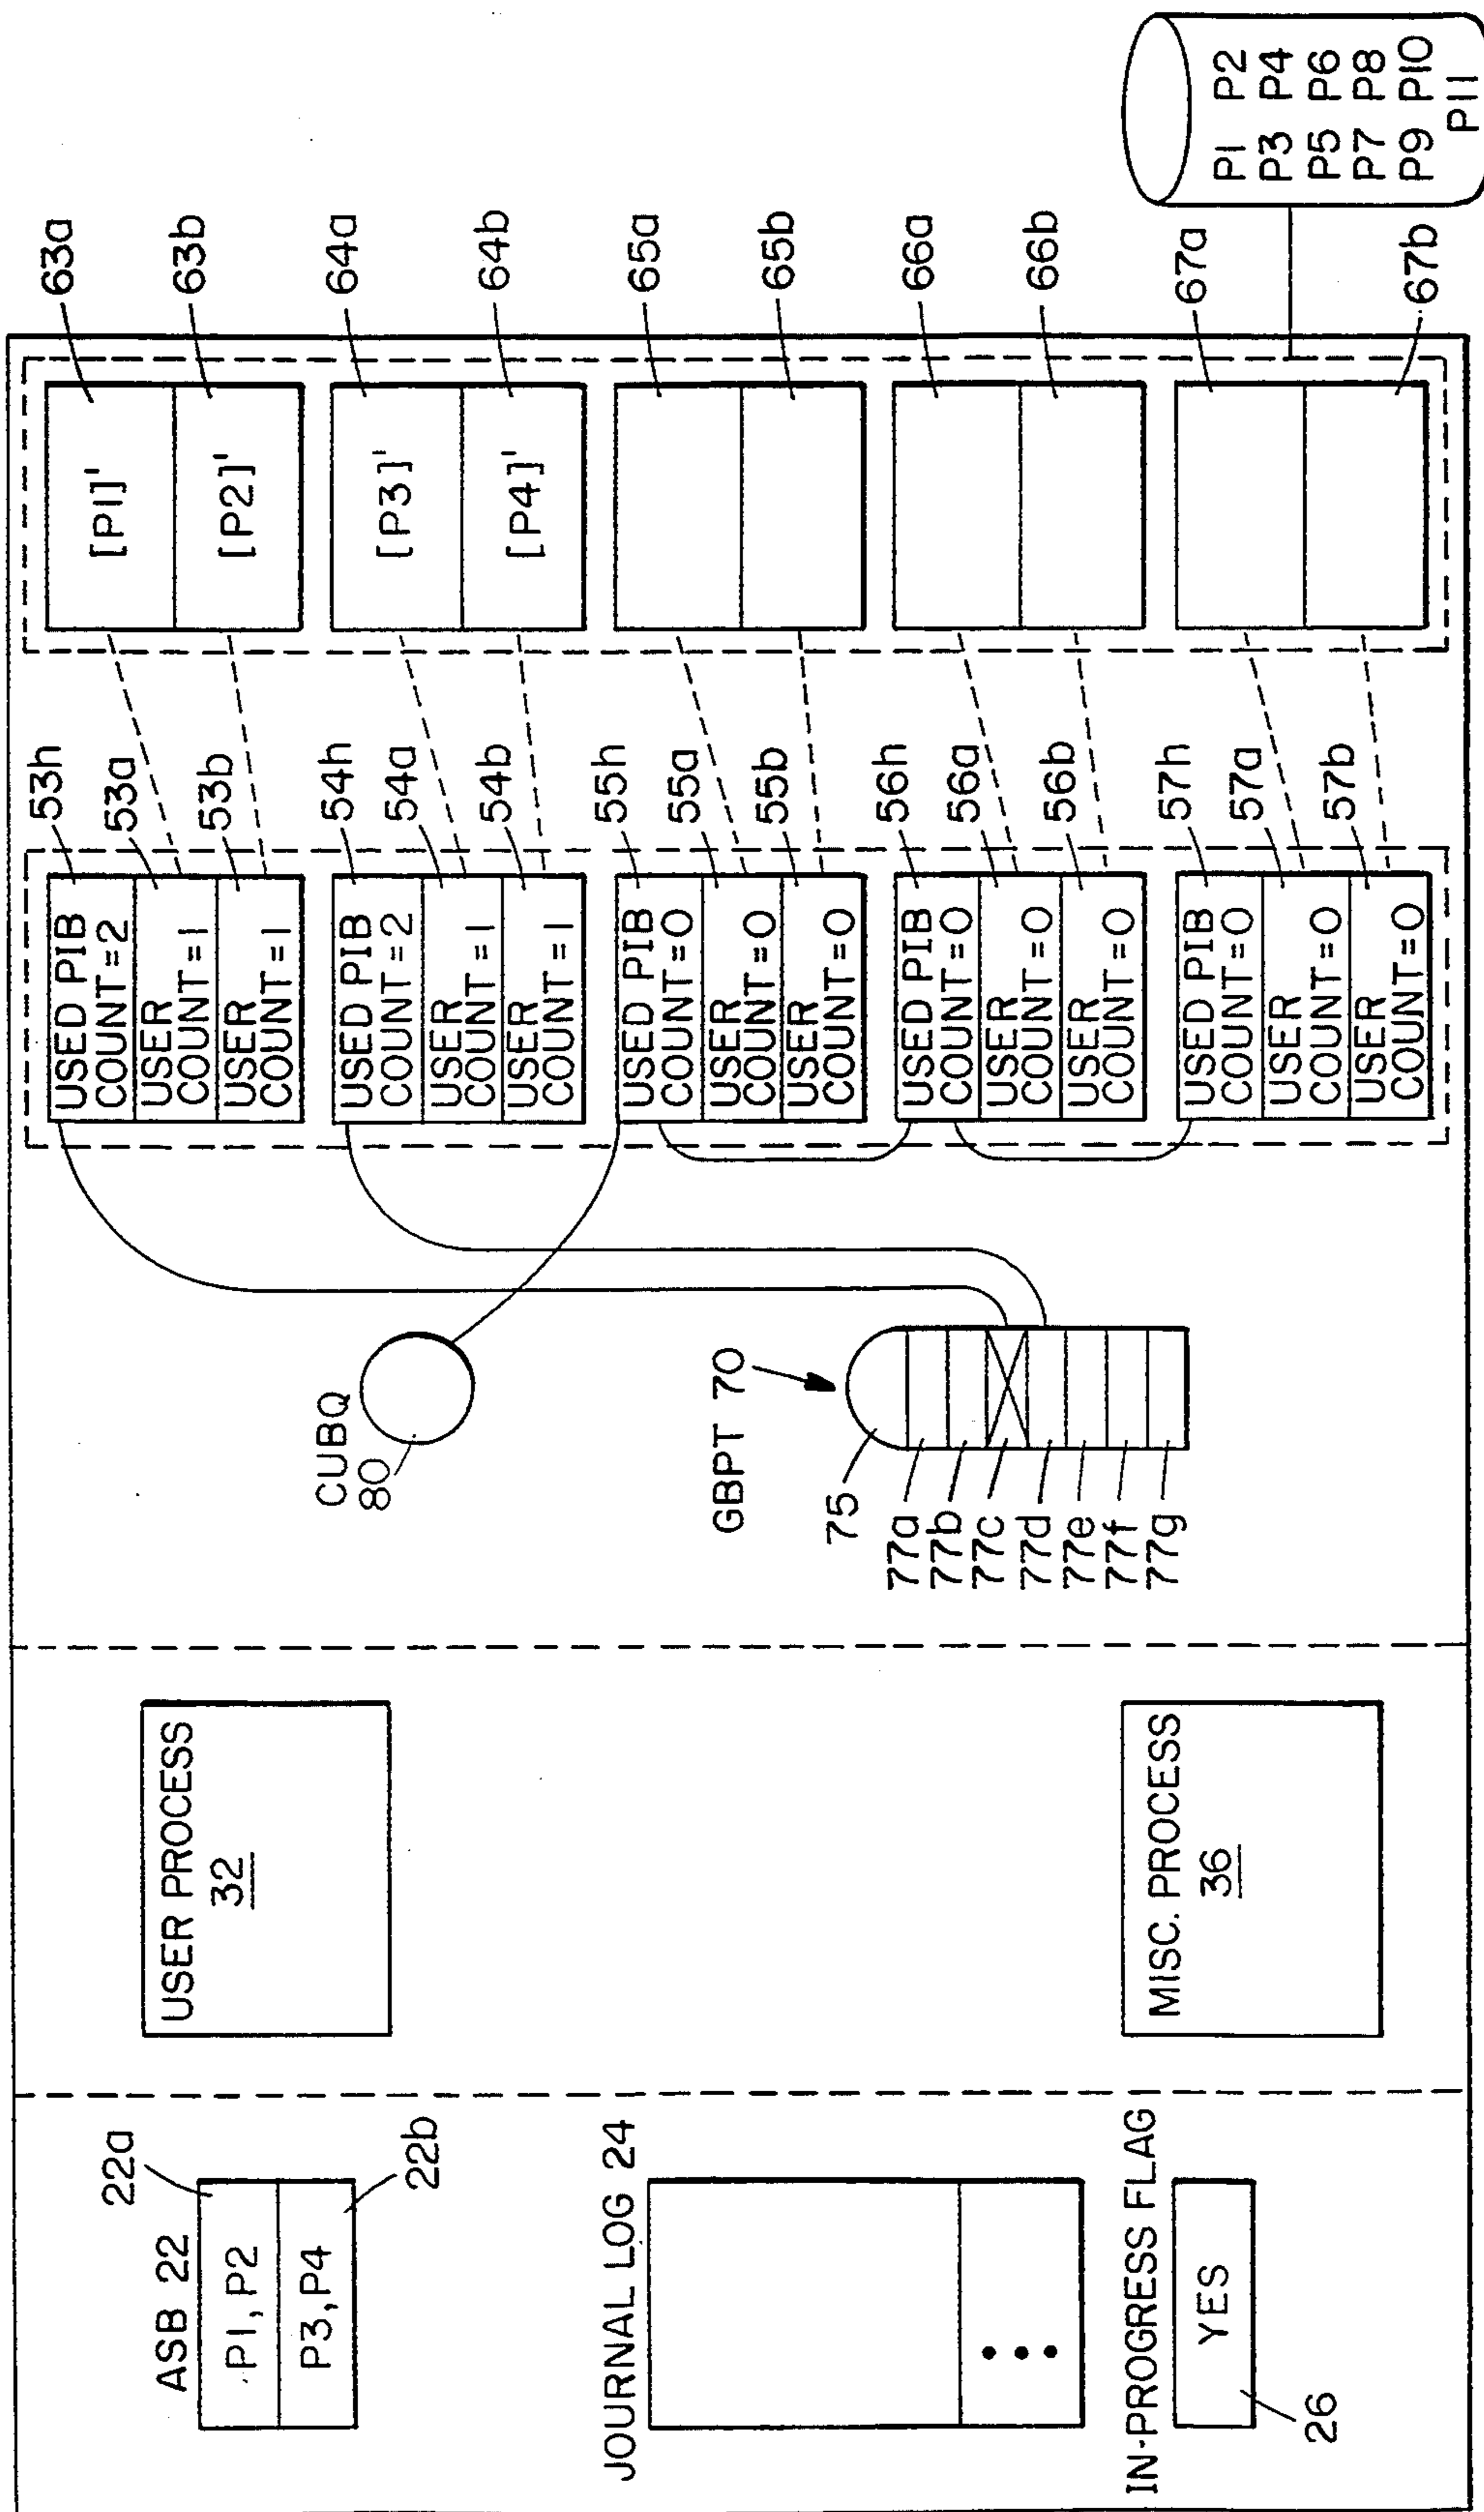 ASB 22
22a
P1, P2
P3, P4
22b
JOURNAL LOG 24
IN-PROGRESS FLAG
YES
26
USER PROCESS
32
MISC. PROCESS
36
CUBQ
80
GBPT 70
75
77a
77b
77c
77d
77e
77f
77g
53h
USED PIB
COUNT=2
53a
USER
COUNT=1
53b
USER
COUNT=1
54h
USED PIB
COUNT=2
54a
USER
COUNT=1
54b
USER
COUNT=1
55h
USED PIB
COUNT=0
55a
USER
COUNT=0
55b
USER
COUNT=0
56h
USED PIB
COUNT=0
56a
USER
COUNT=0
56b
USER
COUNT=0
57h
USED PIB
COUNT=0
57a
USER
COUNT=0
57b
USER
COUNT=0
63a
[P1]'
63b
[P2]'
64a
[P3]'
64b
[P4]'
65a
65b
66a
66b
67a
67b
P1 P2
P3 P4
P5 P6
P7 P8
P9 P10
P11